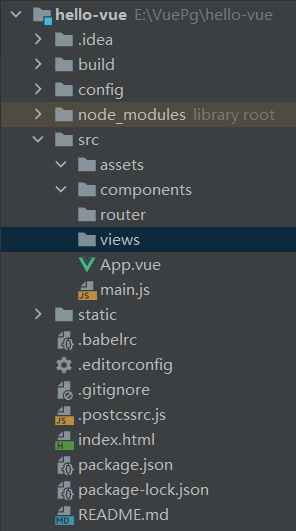 hello-vue E:\VuePg\hello-vue
.idea
build
config
node_modules library root
src
assets
components
router
views
App.vue
main.js
static
.babelrc
.editorconfig
.gitignore
.postcssrc.js
index.html
package.json
package-lock.json
README.md